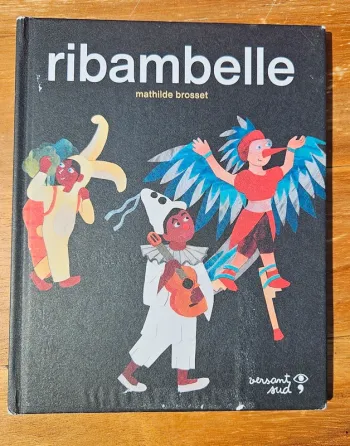 ribambelle
mathilde brosset
versant
sud